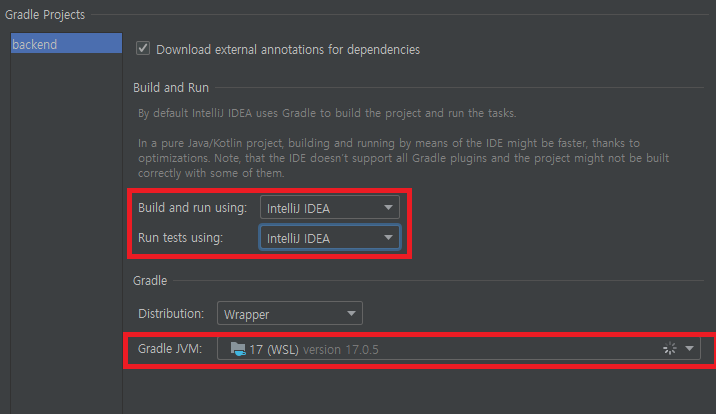 Gradle Projects
backend
Download external annotations for dependencies
Build and Run
By default IntelliJ IDEA uses Gradle to build the project and run the tasks.
In a pure Java/Kotlin project, building and running by means of the IDE might be faster, thanks to
optimizations. Note, that the IDE doesn't support all Gradle plugins and the project might not be built
correctly with some of them.
Build and run using: IntelliJ IDEA
Run tests using: IntelliJ IDEA
Gradle
Distribution: Wrapper
Gradle JVM: 17 (WSL) version 17.0.5